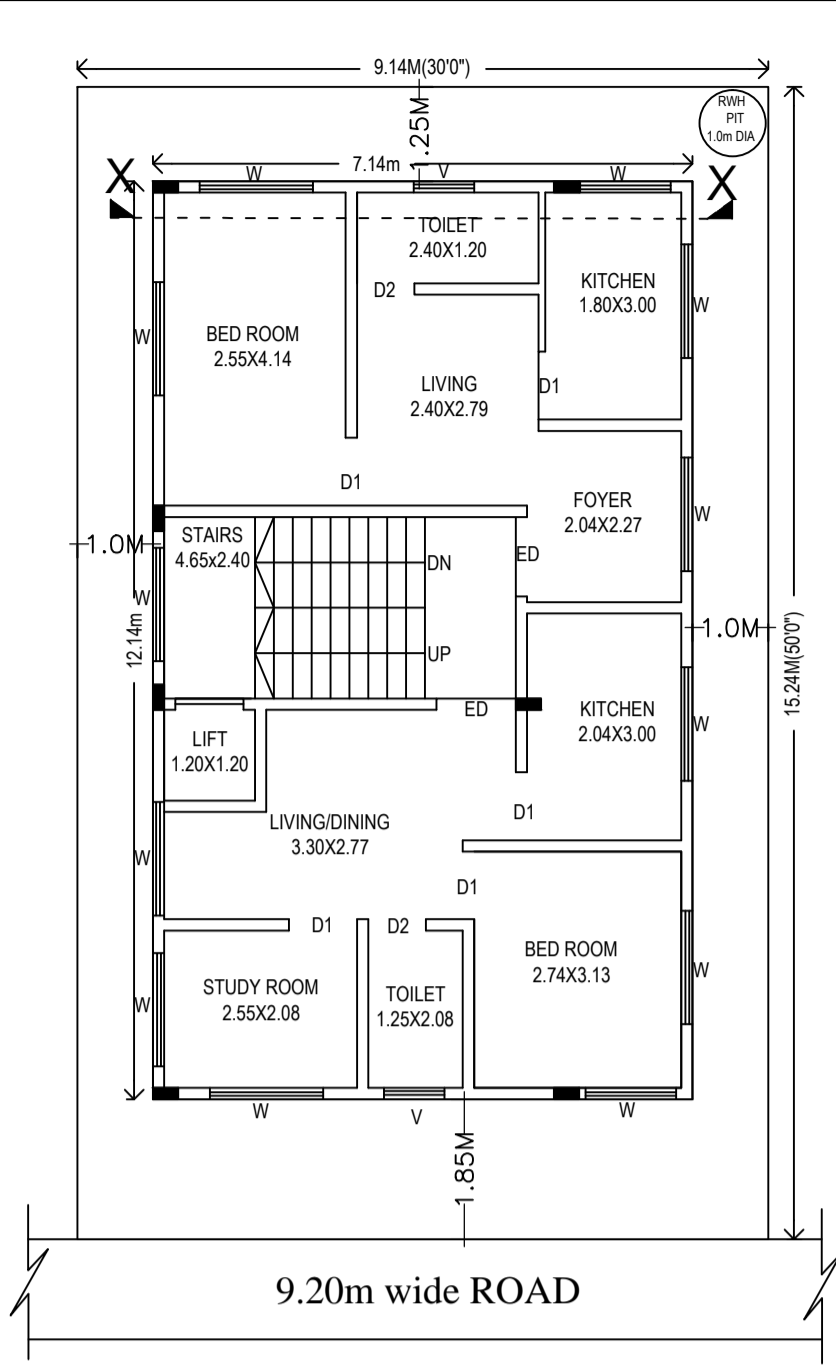 9.14M(30'0")
RWH
PIT
1.0m DIA
1.25M
7.14m
X
X
W
V
W
TOILET
2.40X1.20
KITCHEN
1.80X3.00
D2
W
BED ROOM
2.55X4.14
W
LIVING
2.40X2.79
D1
D1
FOYER
2.04X2.27
W
STAIRS
4.65x2.40
1.0M
ED
DN
W
12.14m
UP
1.0M
15.24M(50'0")
ED
KITCHEN
2.04X3.00
W
LIFT
1.20X1.20
LIVING/DINING
3.30X2.77
D1
W
D1
D1
D2
BED ROOM
2.74X3.13
W
STUDY ROOM
2.55X2.08
TOILET
1.25X2.08
W
W
V
W
1.85M
9.20m wide ROAD